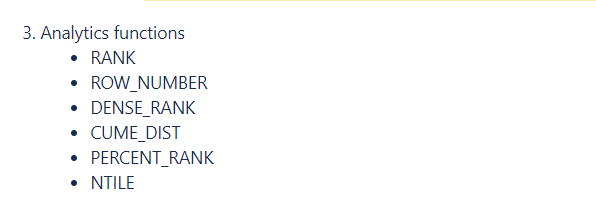 3. Analytics functions
• RANK
• ROW_NUMBER
• DENSE_RANK
• CUME_DIST
• PERCENT_RANK
• NTILE